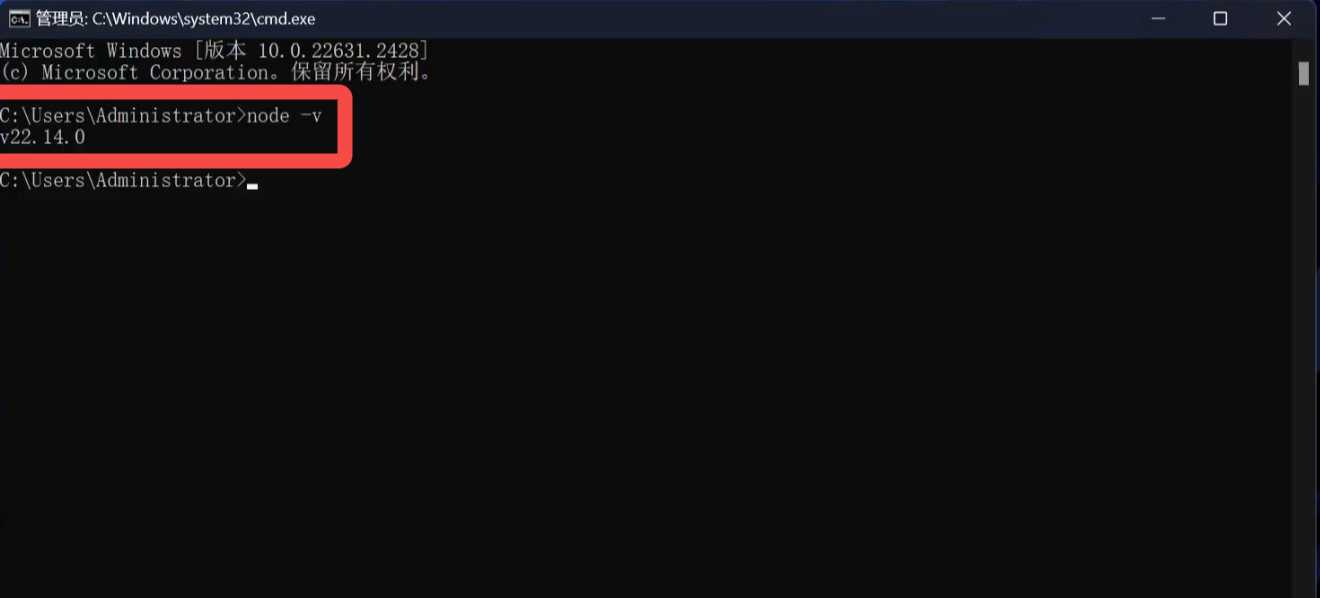 管理员: C:\Windows\system32\cmd.exe
Microsoft Windows [版本 10.0.22631.2428]
(c) Microsoft Corporation。保留所有权利。
C:\Users\Administrator>node -v
v22.14.0
C:\Users\Administrator>